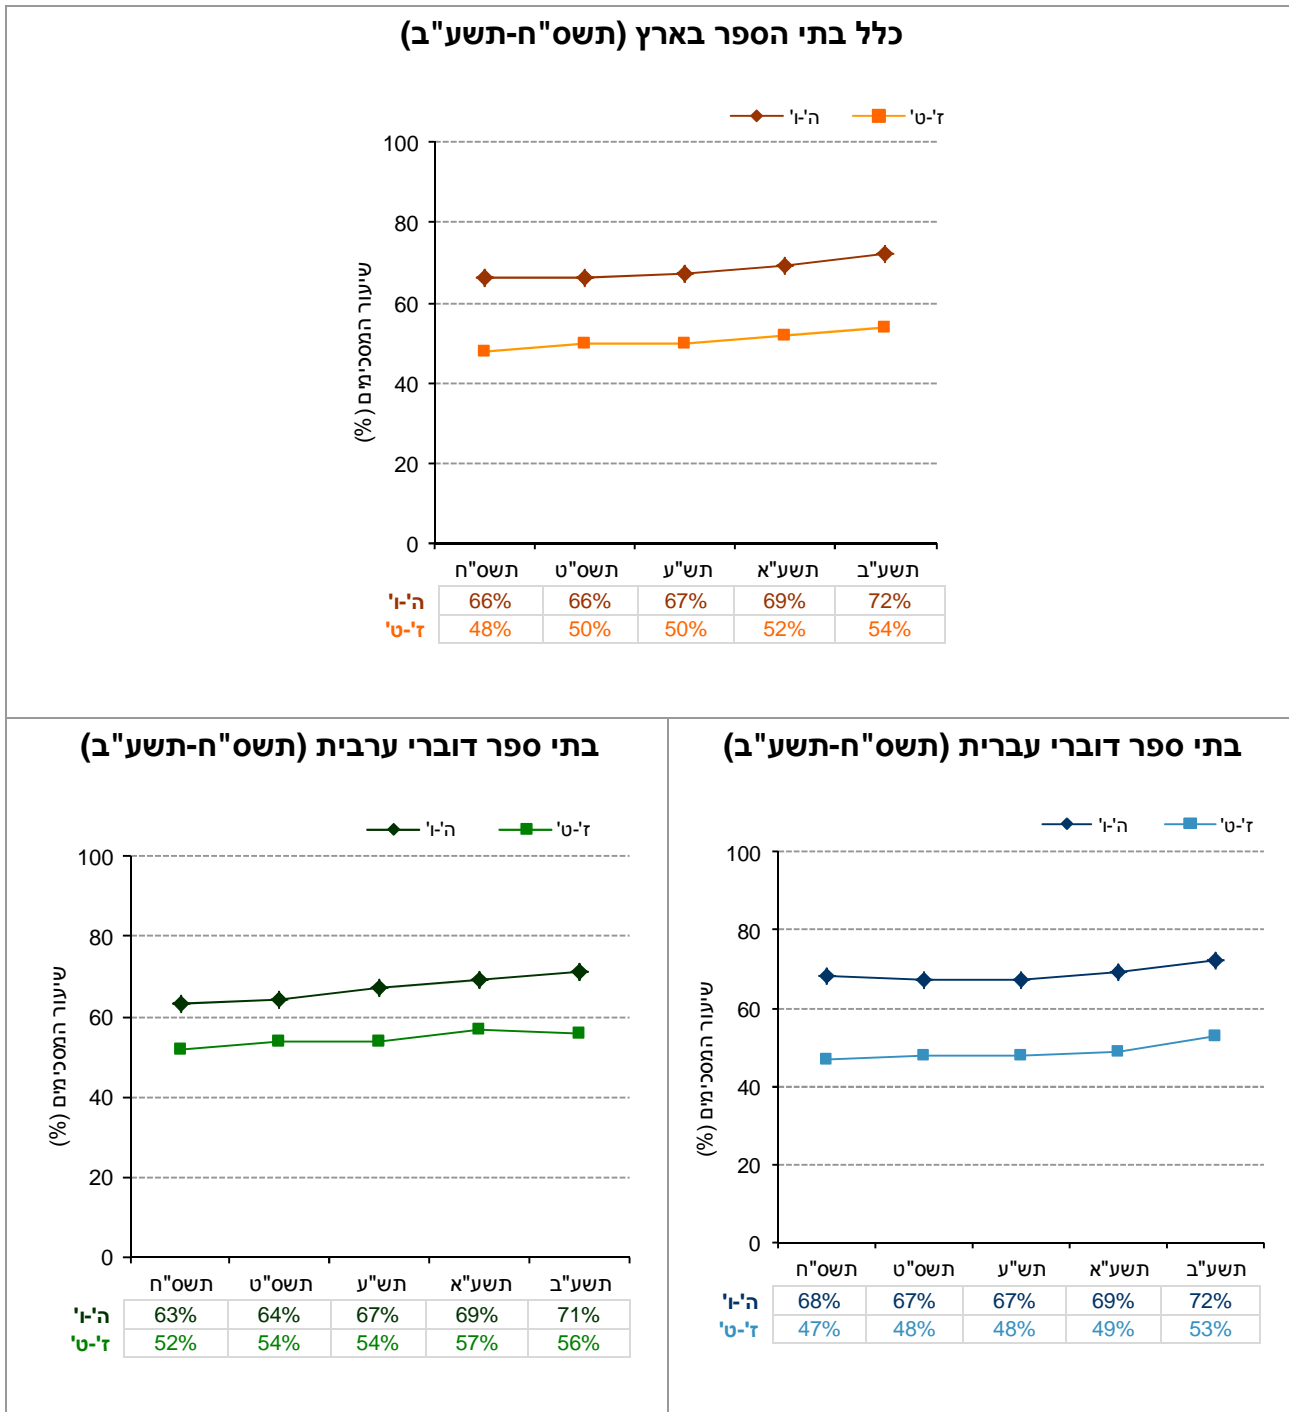 כלל בתי הספר בארץ (תשס"ח-תשע"ב)
ה'-ו' ז'-ט'
שיעור המסכימים (%)
100
80
60
40
20
0
תשס"ח תשס"ט תש"ע תשע"א תשע"ב
ה'-ו' 66% 66% 67% 69% 72%
ז'-ט' 48% 50% 50% 52% 54%
בתי ספר דוברי עברית (תשס"ח-תשע"ב)
ה'-ו' ז'-ט'
שיעור המסכימים (%)
100
80
60
40
20
0
תשס"ח תשס"ט תש"ע תשע"א תשע"ב
ה'-ו' 68% 67% 67% 69% 72%
ז'-ט' 47% 48% 48% 49% 53%
בתי ספר דוברי ערבית (תשס"ח-תשע"ב)
ה'-ו' ז'-ט'
שיעור המסכימים (%)
100
80
60
40
20
0
תשס"ח תשס"ט תש"ע תשע"א תשע"ב
ה'-ו' 63% 64% 67% 69% 71%
ז'-ט' 52% 54% 54% 57% 56%